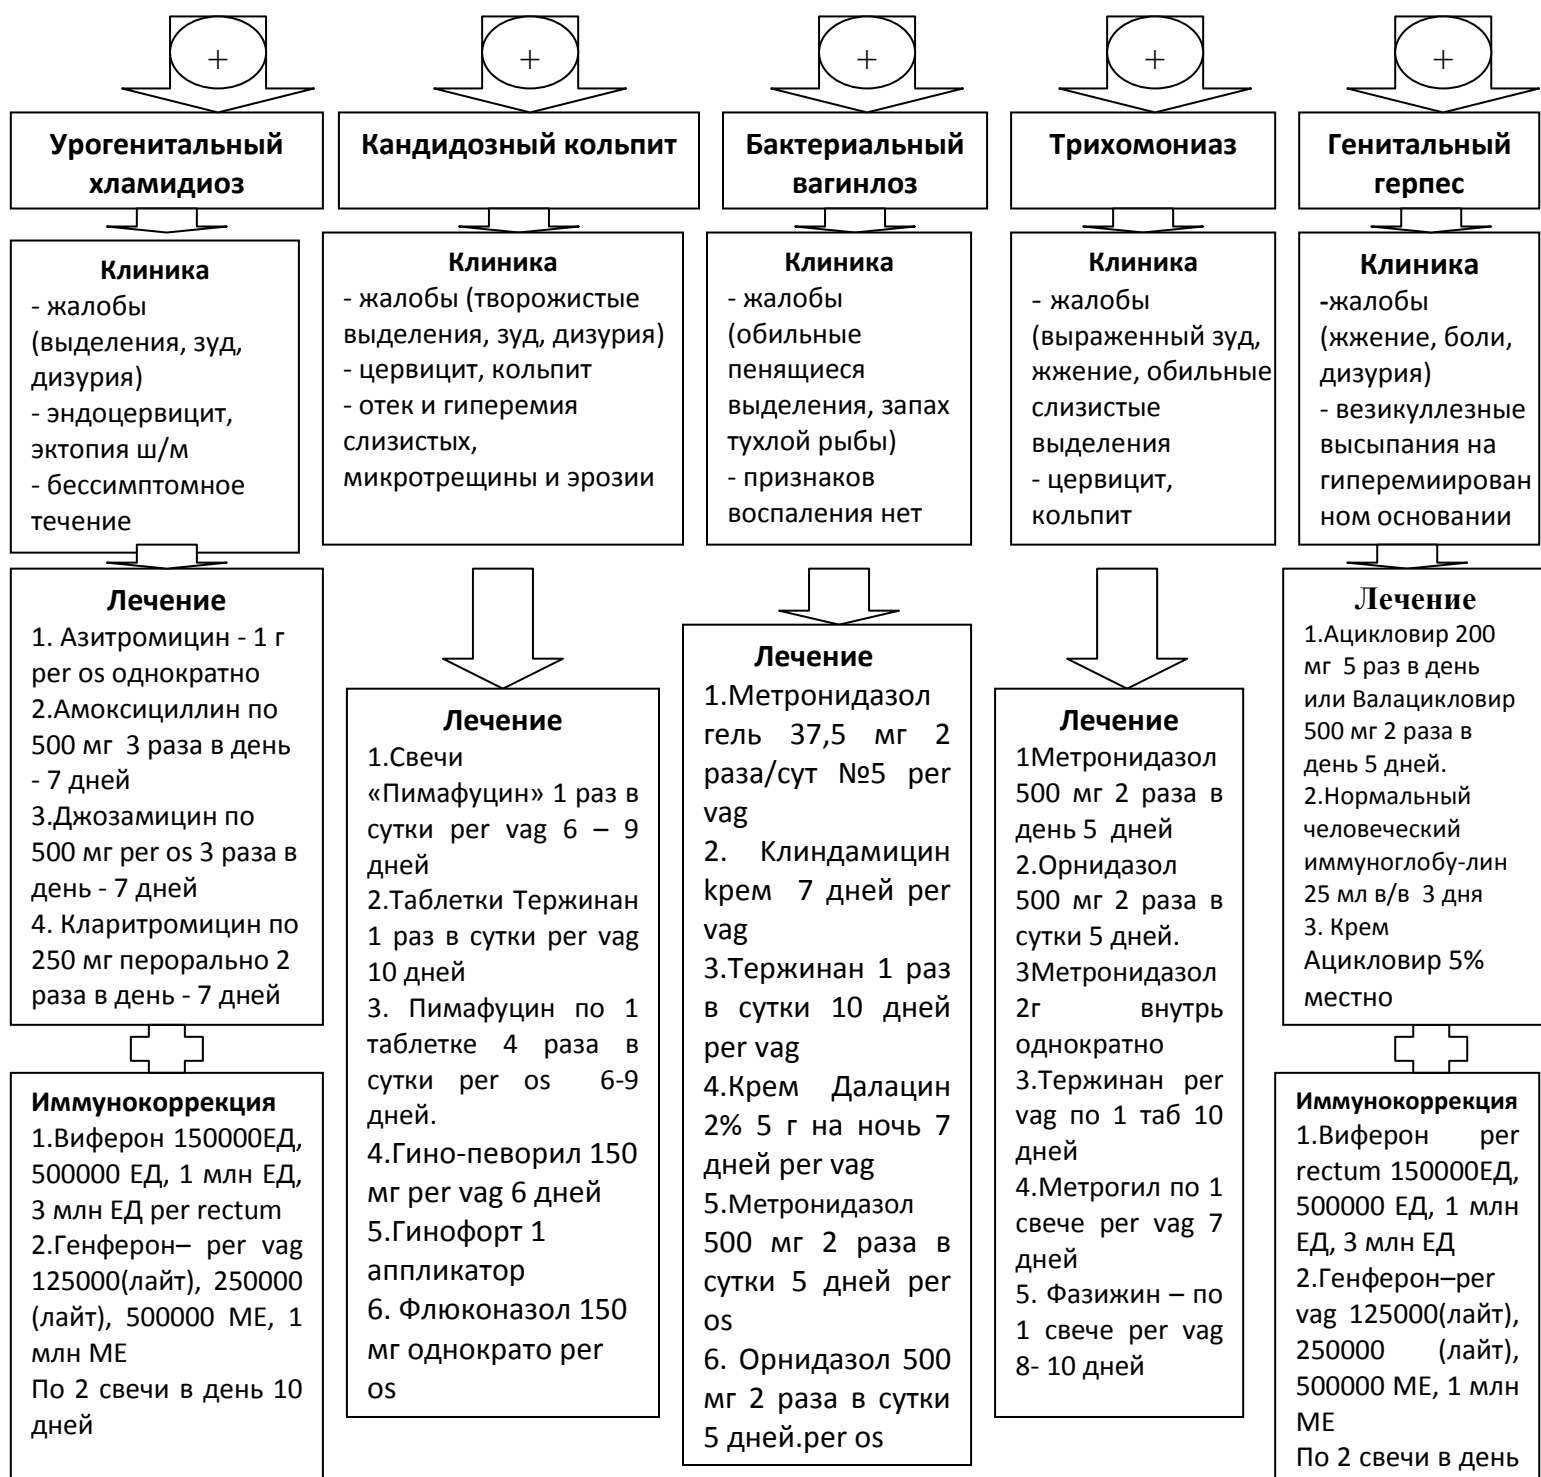 +
+
+
+
+
Урогенитальный
хламидиоз
Кандидозный кольпит
Бактериальный
вагинлоз
Трихомониаз
Генитальный
герпес
Клиника
- жалобы
(выделения, зуд,
дизурия)
- эндоцервицит,
эктопия ш/м
- бессимптомное
течение
Клиника
- жалобы (творожистые
выделения, зуд, дизурия)
- цервицит, кольпит
- отек и гиперемия
слизистых,
микротрещины и эрозии
Клиника
- жалобы
(обильные
пенящиеся
выделения, запах
тухлой рыбы)
- признаков
воспаления нет
Клиника
- жалобы
(выраженный зуд,
жжение, обильные
слизистые
выделения
- цервицит,
кольпит
Клиника
-жалобы
(жжение, боли,
дизурия)
- везикуллезные
высыпания на
гиперемиирован
ном основании
Лечение
1. Азитромицин - 1 г
per os однократно
2.Амоксициллин по
500 мг 3 раза в день
- 7 дней
3.Джозамицин по
500 мг per os 3 раза в
день - 7 дней
4. Кларитромицин по
250 мг перорально 2
раза в день - 7 дней
Лечение
1.Свечи
«Пимафуцин» 1 раз в
сутки per vag 6 – 9
дней
2.Таблетки Тержинан
1 раз в сутки per vag
10 дней
3. Пимафуцин по 1
таблетке 4 раза в
сутки per os 6-9
дней.
4.Гино-певорил 150
мг per vag 6 дней
5.Гинофорт 1
аппликатор
6. Флюконазол 150
мг однократо per
os
Лечение
1.Метронидазол
гель 37,5 мг 2
раза/сут №5 per
vag
2. Клиндамицин
kрем 7 дней per
vag
3.Тержинан 1 раз
в сутки 10 дней
per vag
4.Крем Далацин
2% 5 г на ночь 7
дней per vag
5.Метронидазол
500 мг 2 раза в
сутки 5 дней per
os
6. Орнидазол 500
мг 2 раза в сутки
5 дней.per os
Лечение
1Метронидазол
500 мг 2 раза в
день 5 дней
2.Орнидазол
500 мг 2 раза в
сутки 5 дней.
3Метронидазол
2г внутрь
однократно
3.Тержинан per
vag по 1 таб 10
дней
4.Метрогил по 1
свече per vag 7
дней
5. Фазижин – по
1 свече per vag
8- 10 дней
Лечение
1.Ацикловир 200
мг 5 раз в день
или Валацикловир
500 мг 2 раза в
день 5 дней.
2.Нормальный
человеческий
иммуноглобу-лин
25 мл в/в 3 дня
3. Крем
Ацикловир 5%
местно
Иммунокоррекция
1.Виферон 150000ЕД,
500000 ЕД, 1 млн ЕД,
3 млн ЕД per rectum
2.Генферон– per vag
125000(лайт), 250000
(лайт), 500000 МЕ, 1
млн МЕ
По 2 свечи в день 10
дней
Иммунокоррекция
1.Виферон per
rectum 150000ЕД,
500000 ЕД, 1 млн
ЕД, 3 млн ЕД
2.Генферон–per
vag 125000(лайт),
250000 (лайт),
500000 МЕ, 1 млн
МЕ
По 2 свечи в день